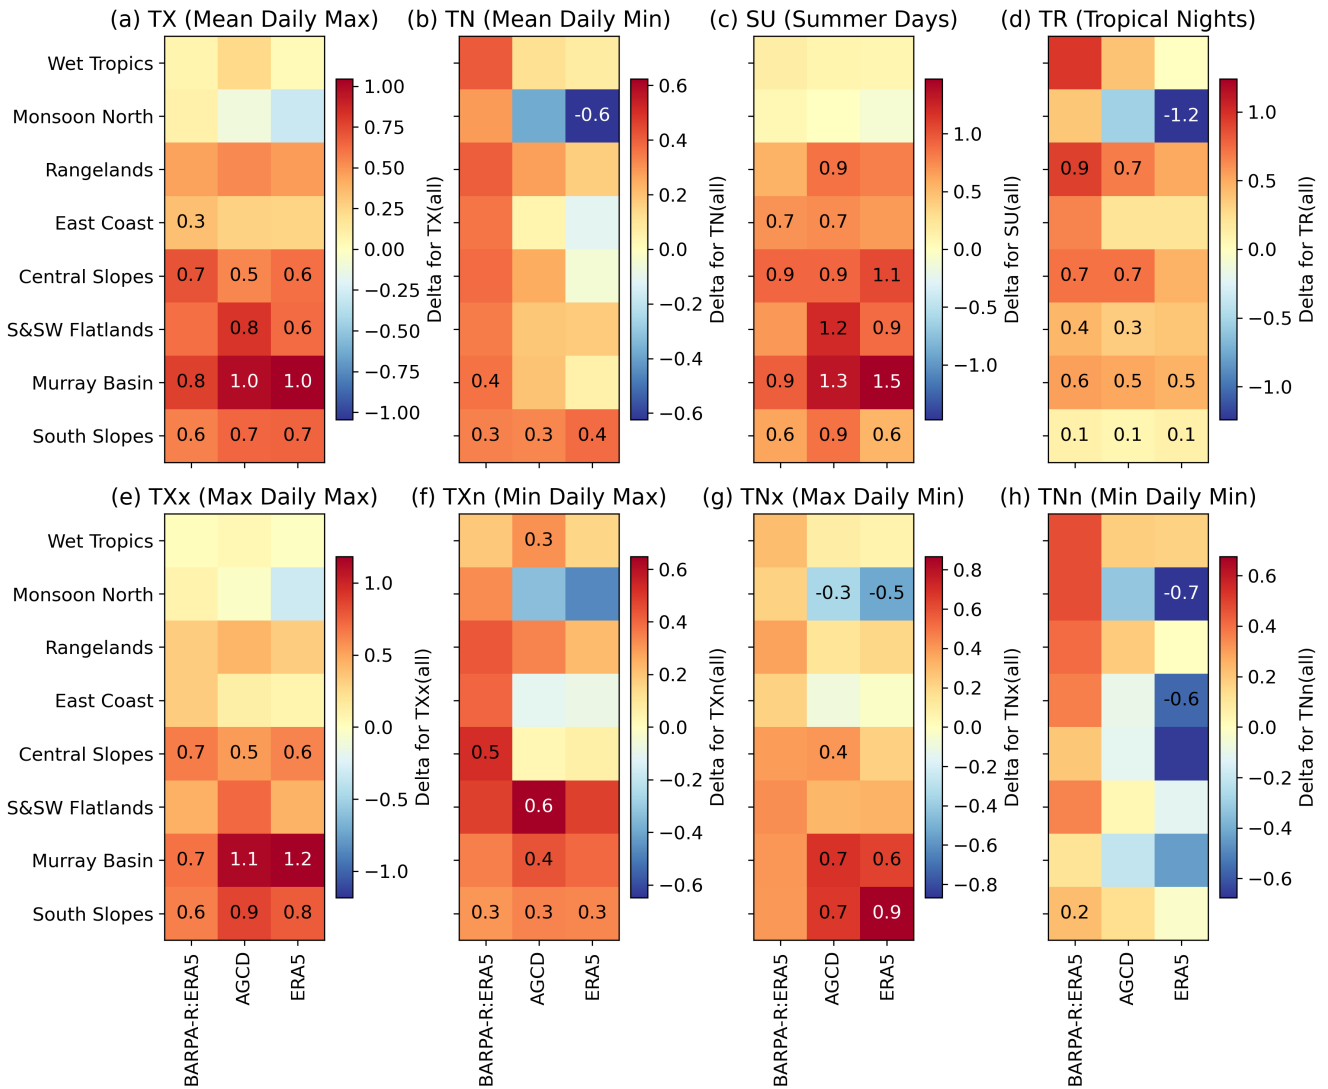 (a) TX (Mean Daily Max)
(b) TN (Mean Daily Min)
(c) SU (Summer Days)
(d) TR (Tropical Nights)
Wet Tropics
Monsoon North
Rangelands
East Coast
Central Slopes
S&SW Flatlands
Murray Basin
South Slopes
0.3
0.7 0.5 0.6
0.8 0.6
0.8 1.0 1.0
0.6 0.7 0.7
1.00
0.75
0.50
0.25
0.00
−0.25
−0.50
−0.75
−1.00
Delta for TX(all)
-0.6
0.4
0.3 0.3 0.4
0.6
0.4
0.2
0.0
−0.2
−0.4
−0.6
Delta for TN(all)
0.9
0.7 0.7
0.9 0.9 1.1
1.2 0.9
0.9 1.3 1.5
0.6 0.9 0.6
1.0
0.5
0.0
−0.5
−1.0
Delta for SU(all)
-1.2
0.9 0.7
0.7 0.7
0.4 0.3
0.6 0.5 0.5
0.1 0.1 0.1
1.0
0.5
0.0
−0.5
−1.0
Delta for TR(all)
(e) TXx (Max Daily Max)
(f) TXn (Min Daily Max)
(g) TNx (Max Daily Min)
(h) TNn (Min Daily Min)
Wet Tropics
Monsoon North
Rangelands
East Coast
Central Slopes
S&SW Flatlands
Murray Basin
South Slopes
0.7 0.5 0.6
0.7 1.1 1.2
0.6 0.9 0.8
1.0
0.5
0.0
−0.5
−1.0
Delta for TXx(all)
0.3
0.5
0.6
0.4
0.3 0.3 0.3
0.6
0.4
0.2
0.0
−0.2
−0.4
−0.6
Delta for TXn(all)
-0.3 -0.5
0.4
0.7 0.6
0.7 0.9
0.8
0.6
0.4
0.2
0.0
−0.2
−0.4
−0.6
−0.8
Delta for TNx(all)
-0.7
-0.6
0.2
0.6
0.4
0.2
0.0
−0.2
−0.4
−0.6
Delta for TNn(all)
BARPA-R:ERA5
AGCD
ERA5
BARPA-R:ERA5
AGCD
ERA5
BARPA-R:ERA5
AGCD
ERA5
BARPA-R:ERA5
AGCD
ERA5